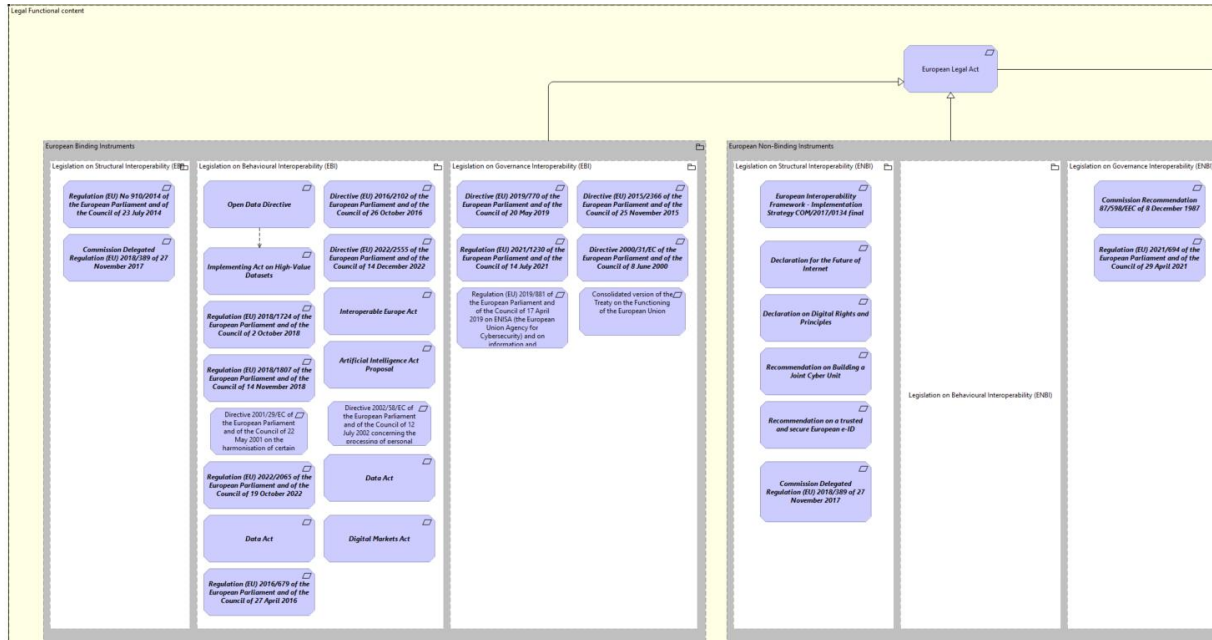 Legal Functional content
European Legal Act
European Binding Instruments
Legislation on Structural Interoperability (EBI)
Regulation (EU) No 910/2014 of
the European Parliament and of
the Council of 23 July 2014
Commission Delegated
Regulation (EU) 2018/389 of 27
November 2017
Legislation on Behavioural Interoperability (EBI)
Open Data Directive
Implementing Act on High-Value
Datasets
Regulation (EU) 2018/1724 of the
European Parliament and of the
Council of 2 October 2018
Regulation (EU) 2018/1807 of the
European Parliament and of the
Council of 14 November 2018
Directive 2001/29/EC of
the European Parliament
and of the Council of 22
May 2001 on the
harmonisation of certain
Regulation (EU) 2022/2065 of the
European Parliament and of the
Council of 19 October 2022
Data Act
Regulation (EU) 2016/679 of the
European Parliament and of the
Council of 27 April 2016
Directive (EU) 2016/2102 of the
European Parliament and of the
Council of 26 October 2016
Directive (EU) 2022/2555 of the
European Parliament and of the
Council of 14 December 2022
Interoperable Europe Act
Artificial Intelligence Act
Proposal
Directive 2002/58/EC of
the European Parliament
and of the Council of 12
July 2002 concerning the
processing of personal
Data Act
Digital Markets Act
Legislation on Governance Interoperability (EBI)
Directive (EU) 2019/770 of the
European Parliament and of the
Council of 20 May 2019
Regulation (EU) 2021/1230 of the
European Parliament and of the
Council of 14 July 2021
Regulation (EU) 2019/881 of
the European Parliament and
of the Council of 17 April
2019 on ENISA (the European
Union Agency for
Cybersecurity) and on
information and
Directive (EU) 2015/2366 of the
European Parliament and of the
Council of 25 November 2015
Directive 2000/31/EC of the
European Parliament and of the
Council of 8 June 2000
Consolidated version of the
Treaty on the Functioning
of the European Union
European Non-Binding Instruments
Legislation on Structural Interoperability (ENBI)
European Interoperability
Framework - Implementation
Strategy COM/2017/0134 final
Declaration for the Future of
Internet
Declaration on Digital Rights and
Principles
Recommendation on Building a
Joint Cyber Unit
Recommendation on a trusted
and secure European e-ID
Commission Delegated
Regulation (EU) 2018/389 of 27
November 2017
Legislation on Behavioural Interoperability (ENBI)
Legislation on Governance Interoperability (ENBI)
Commission Recommendation
87/598/EEC of 8 December 1987
Regulation (EU) 2021/694 of the
European Parliament and of the
Council of 29 April 2021